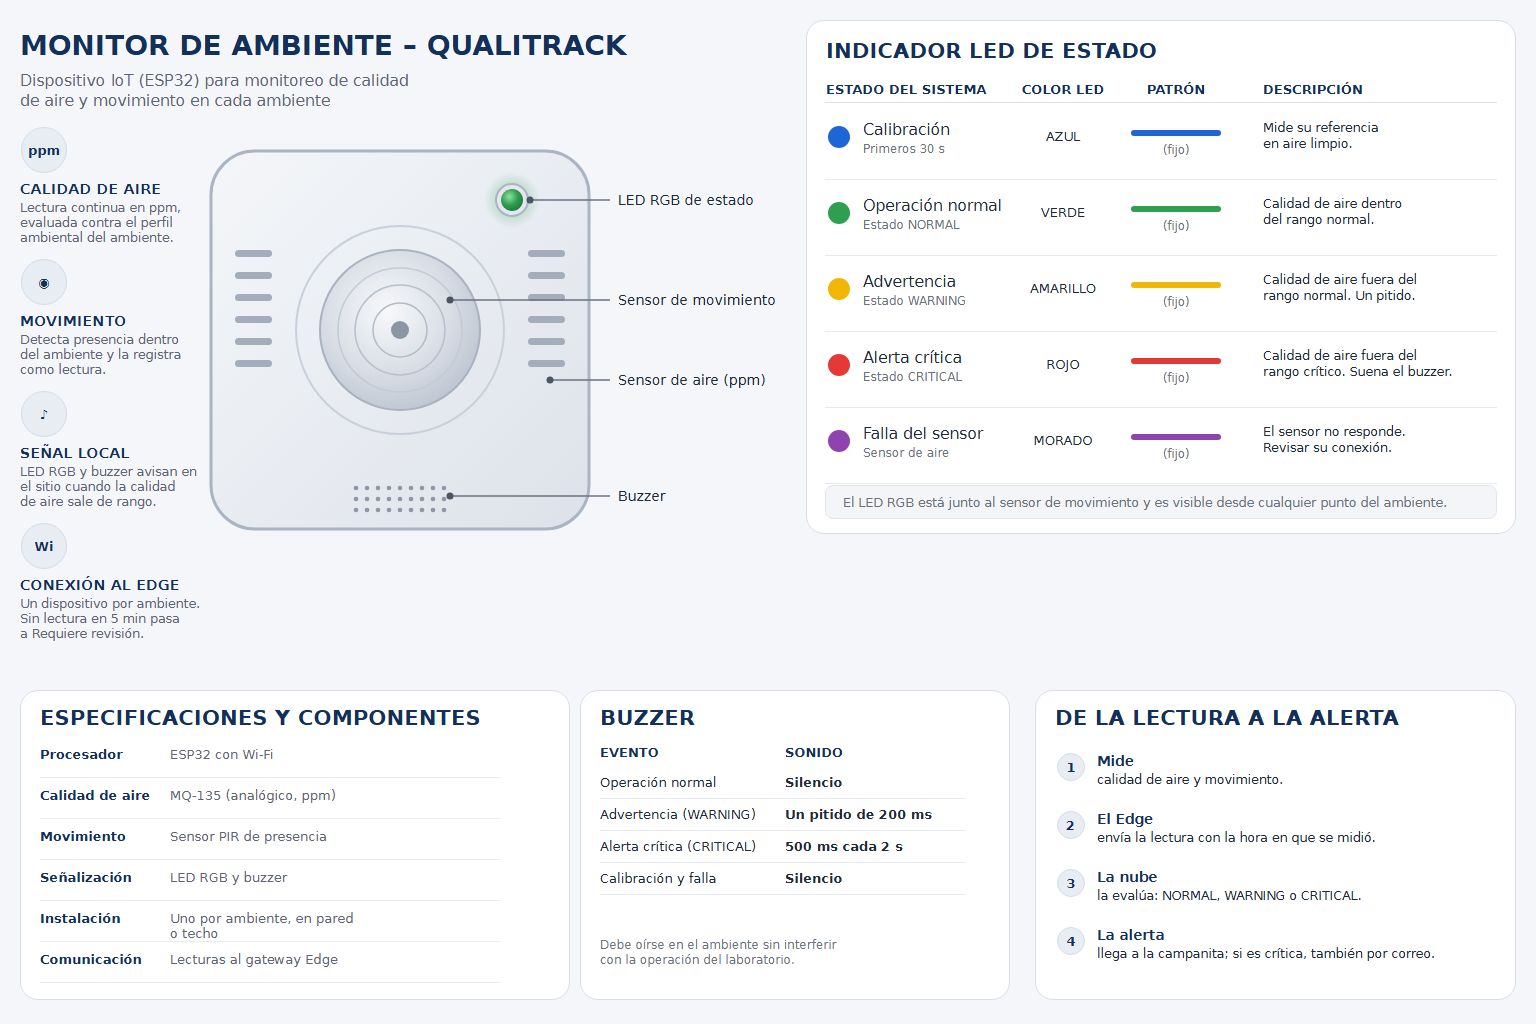 MONITOR DE AMBIENTE – QUALITRACK
Dispositivo IoT (ESP32) para monitoreo de calidad
de aire y movimiento en cada ambiente
ppm
CALIDAD DE AIRE
Lectura continua en ppm,
evaluada contra el perfil
ambiental del ambiente.
◉
MOVIMIENTO
Detecta presencia dentro
del ambiente y la registra
como lectura.
♪
SEÑAL LOCAL
LED RGB y buzzer avisan en
el sitio cuando la calidad
de aire sale de rango.
Wi
CONEXIÓN AL EDGE
Un dispositivo por ambiente.
Sin lectura en 5 min pasa
a Requiere revisión.
LED RGB de estado
Sensor de movimiento
Sensor de aire (ppm)
Buzzer
INDICADOR LED DE ESTADO
ESTADO DEL SISTEMA COLOR LED PATRÓN DESCRIPCIÓN
Calibración
Primeros 30 s
AZUL
(fijo)
Mide su referencia
en aire limpio.
Operación normal
Estado NORMAL
VERDE
(fijo)
Calidad de aire dentro
del rango normal.
Advertencia
Estado WARNING
AMARILLO
(fijo)
Calidad de aire fuera del
rango normal. Un pitido.
Alerta crítica
Estado CRITICAL
ROJO
(fijo)
Calidad de aire fuera del
rango crítico. Suena el buzzer.
Falla del sensor
Sensor de aire
MORADO
(fijo)
El sensor no responde.
Revisar su conexión.
El LED RGB está junto al sensor de movimiento y es visible desde cualquier punto del ambiente.
ESPECIFICACIONES Y COMPONENTES
Procesador ESP32 con Wi-Fi
Calidad de aire MQ-135 (analógico, ppm)
Movimiento Sensor PIR de presencia
Señalización LED RGB y buzzer
Instalación Uno por ambiente, en pared
o techo
Comunicación Lecturas al gateway Edge
BUZZER
EVENTO SONIDO
Operación normal Silencio
Advertencia (WARNING) Un pitido de 200 ms
Alerta crítica (CRITICAL) 500 ms cada 2 s
Calibración y falla Silencio
Debe oírse en el ambiente sin interferir
con la operación del laboratorio.
DE LA LECTURA A LA ALERTA
1 Mide
calidad de aire y movimiento.
2 El Edge
envía la lectura con la hora en que se midió.
3 La nube
la evalúa: NORMAL, WARNING o CRITICAL.
4 La alerta
llega a la campanita; si es crítica, también por correo.